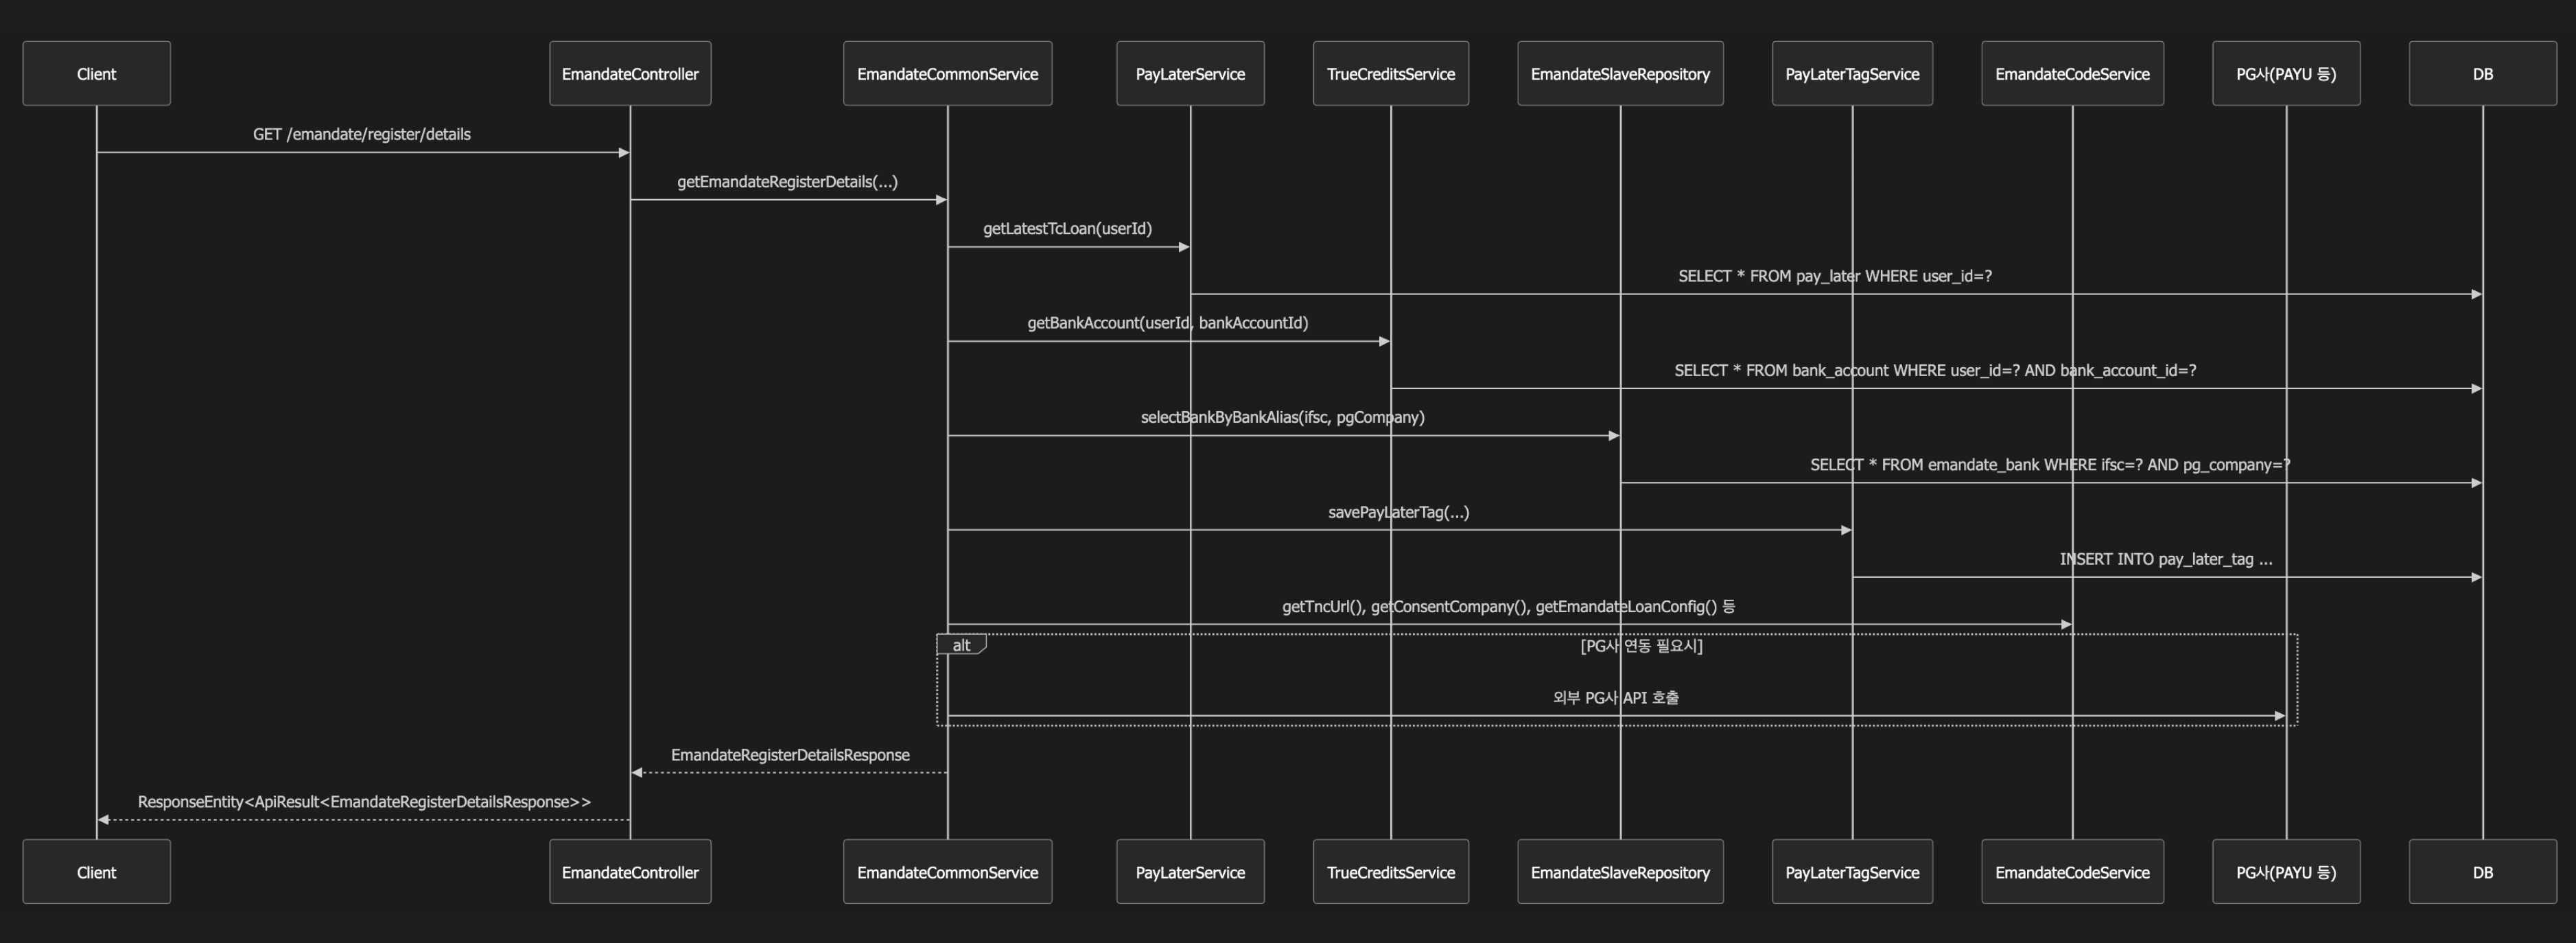 Client
EmandateController
EmandateCommonService
PayLaterService
TrueCreditsService
EmandateSlaveRepository
PayLaterTagService
EmandateCodeService
PG사(PAYU 등)
DB
GET /emandate/register/details
getEmandateRegisterDetails(...)
getLatestTcLoan(userId)
SELECT * FROM pay_later WHERE user_id=?
getBankAccount(userId, bankAccountId)
SELECT * FROM bank_account WHERE user_id=? AND bank_account_id=?
selectBankByBankAlias(ifsc, pgCompany)
SELECT * FROM emandate_bank WHERE ifsc=? AND pg_company=?
savePayLaterTag(...)
INSERT INTO pay_later_tag ...
getTncUrl(), getConsentCompany(), getEmandateLoanConfig() 등
alt
[PG사 연동 필요시]
외부 PG사 API 호출
EmandateRegisterDetailsResponse
ResponseEntity<ApiResult<EmandateRegisterDetailsResponse>>
Client
EmandateController
EmandateCommonService
PayLaterService
TrueCreditsService
EmandateSlaveRepository
PayLaterTagService
EmandateCodeService
PG사(PAYU 등)
DB